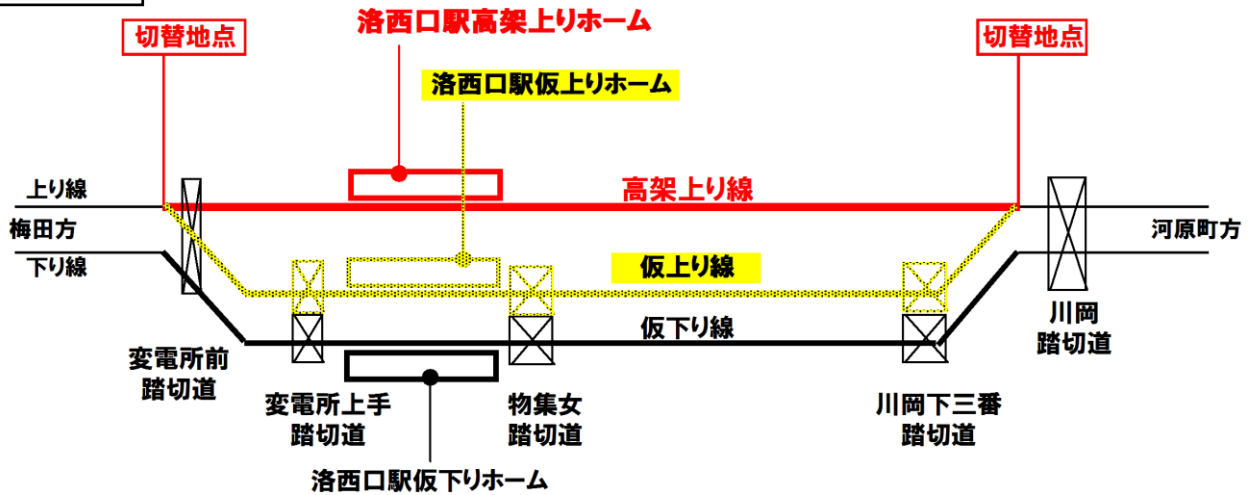 洛西口駅高架上りホーム
切替地点
切替地点
洛西口駅仮上りホーム
上り線
高架上り線
梅田方
河原町方
下り線
仮上り線
川岡
踏切道
仮下り線
変電所前
踏切道
変電所上手
踏切道
物集女
踏切道
川岡下三番
踏切道
洛西口駅仮下りホーム